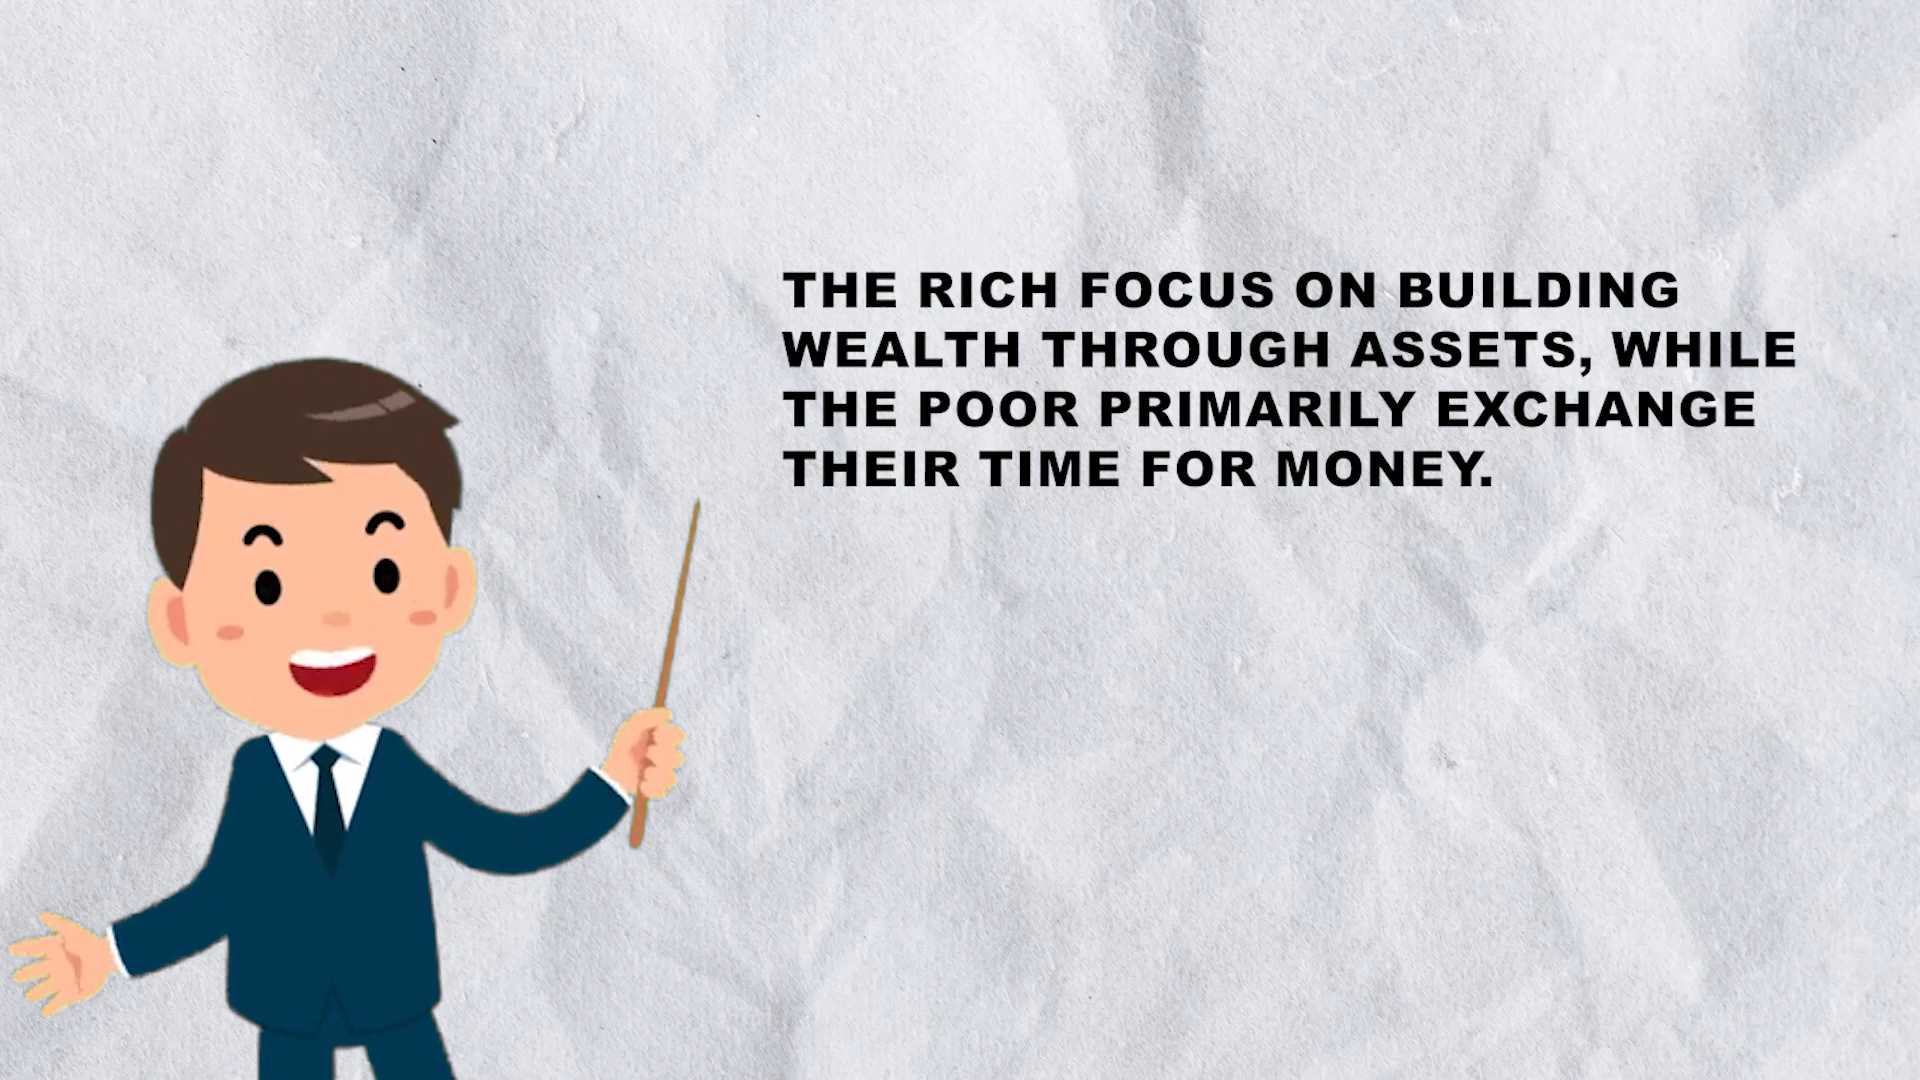 THE RICH FOCUS ON BUILDING
WEALTH THROUGH ASSETS, WHILE
THE POOR PRIMARILY EXCHANGE
THEIR TIME FOR MONEY.